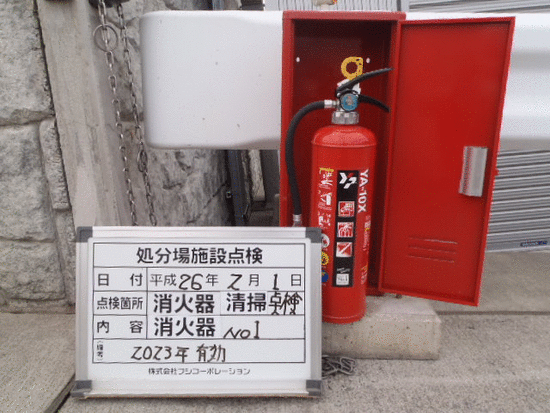 YA-10X
処分場施設点検
日付 平成26年2月1日
点検箇所 消火器 清掃点検
内容 消火器 No1
(備考) 2023年有効
株式会社フジコーポレーション